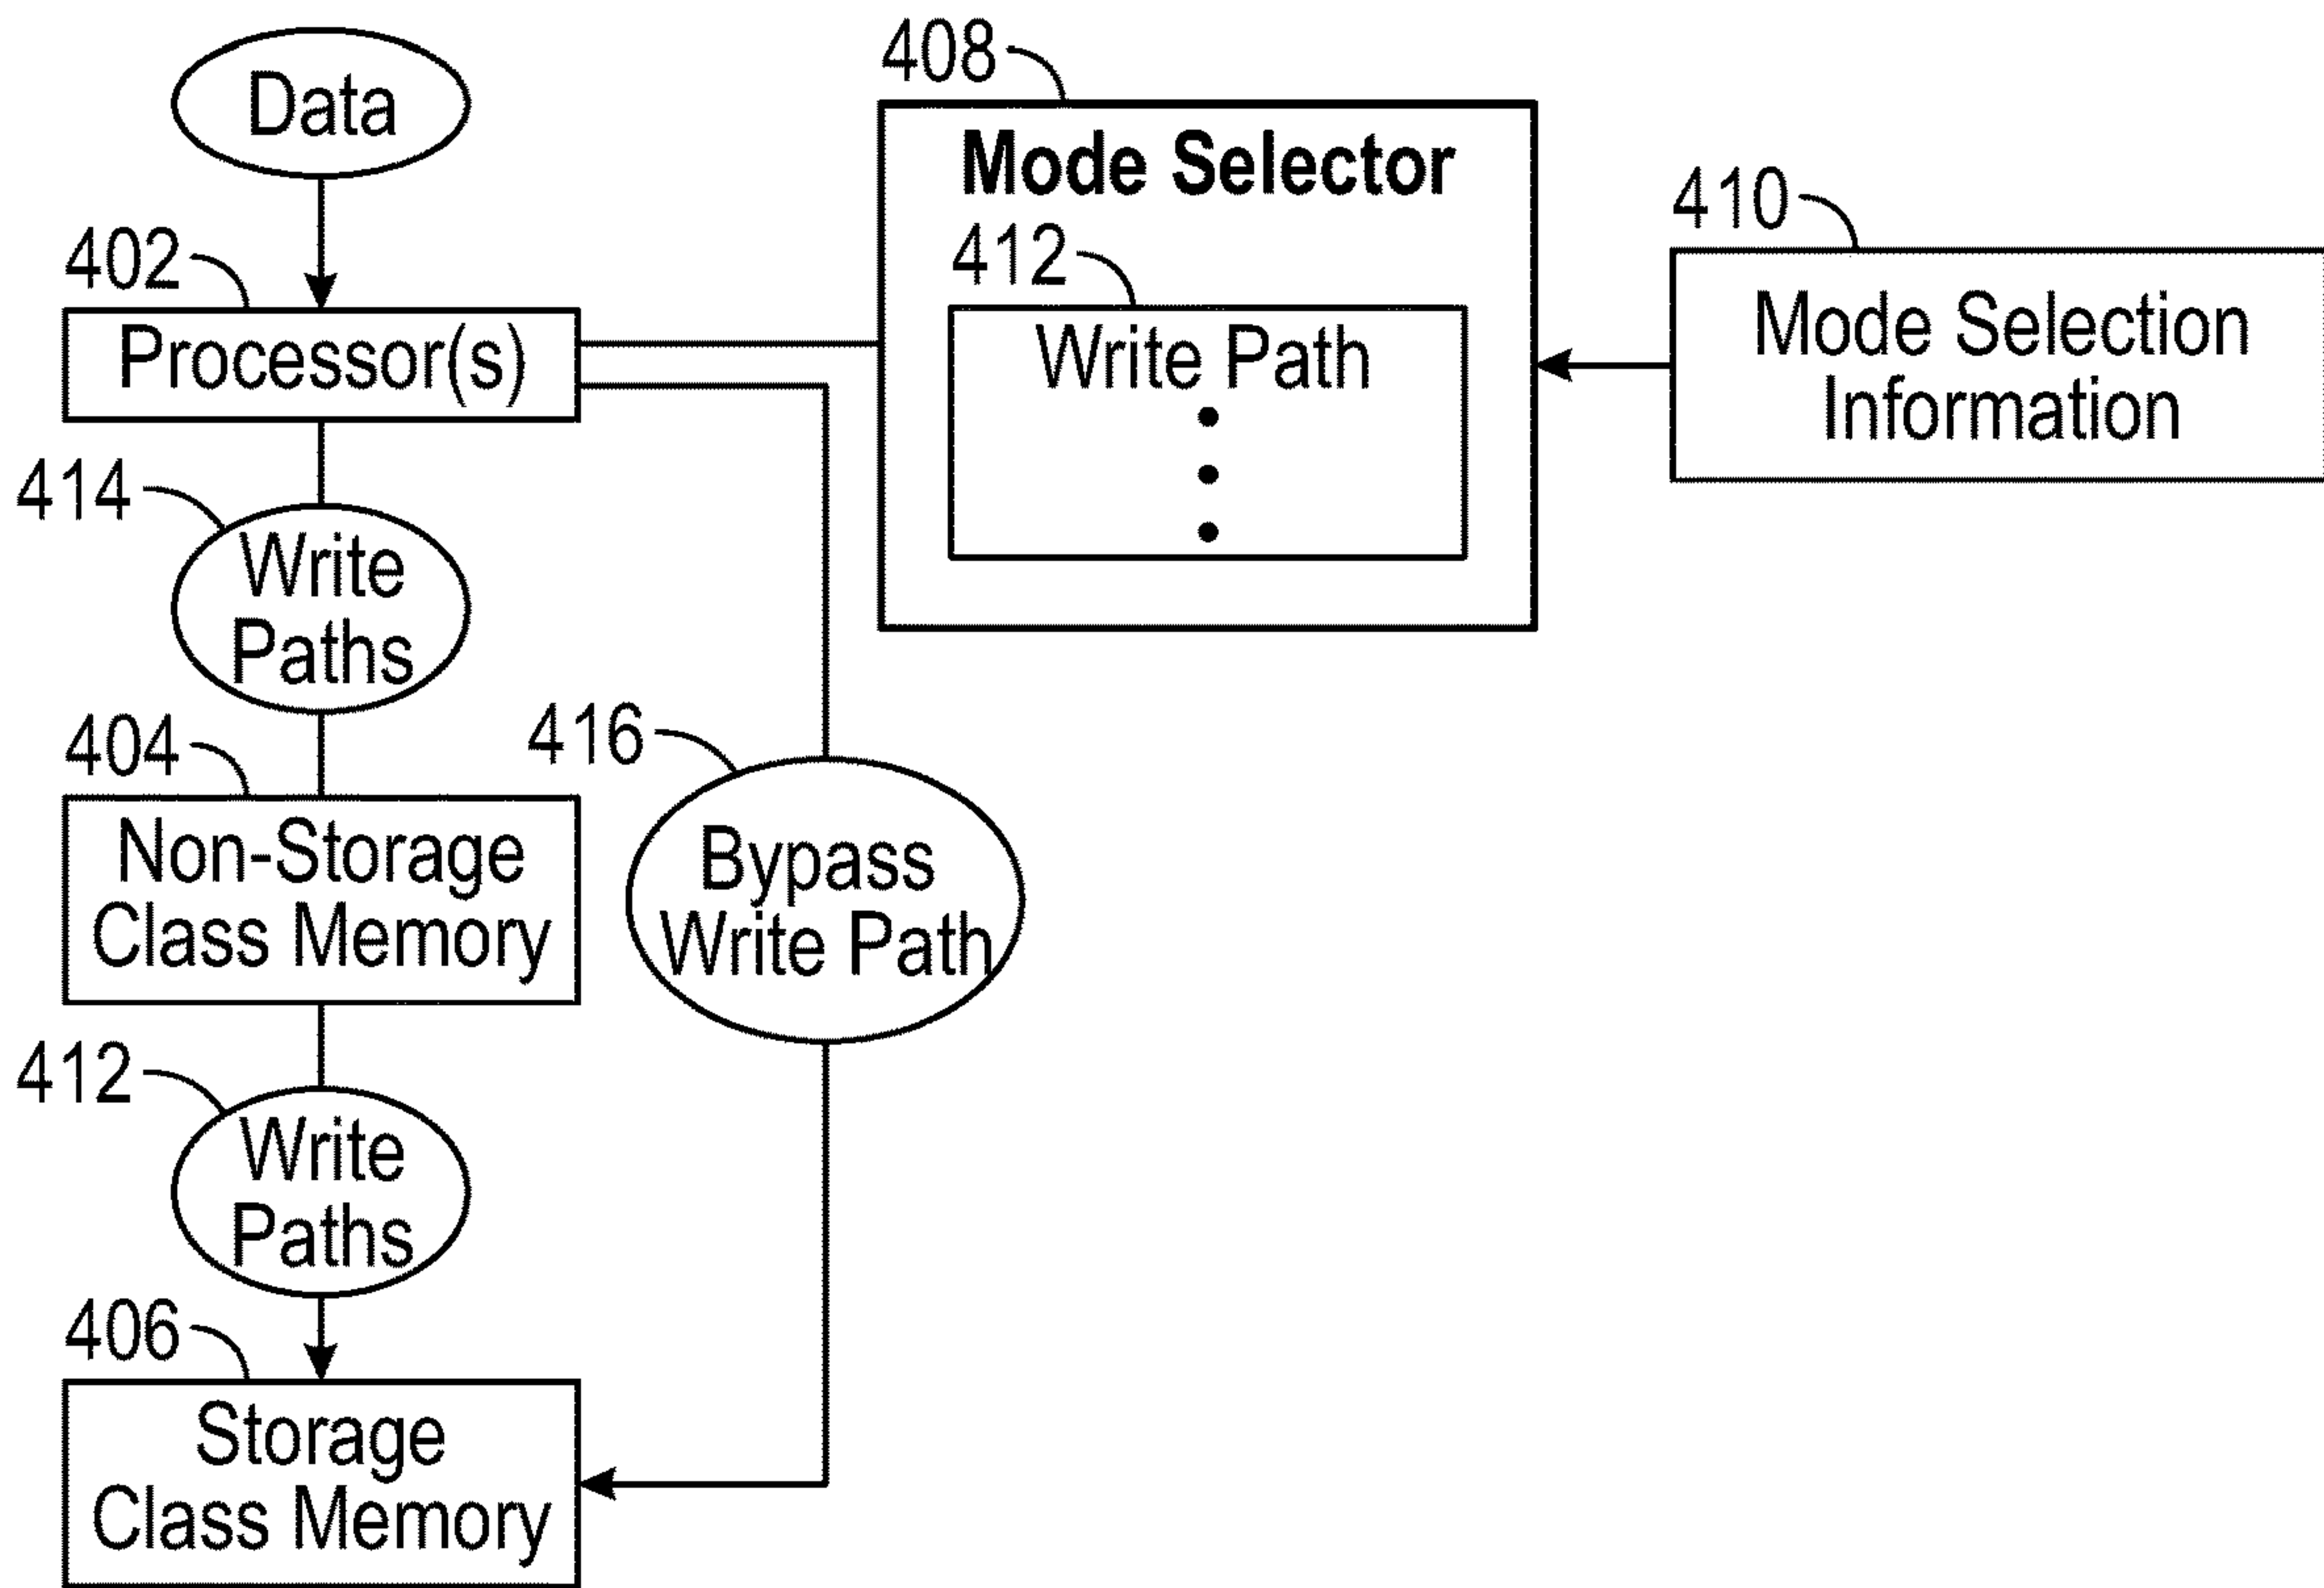 Data
408
Mode Selector
412
Write Path
410
Mode Selection
Information
402
Processor(s)
414
Write
Paths
404
Non-Storage
Class Memory
416
Bypass
Write Path
412
Write
Paths
406
Storage
Class Memory